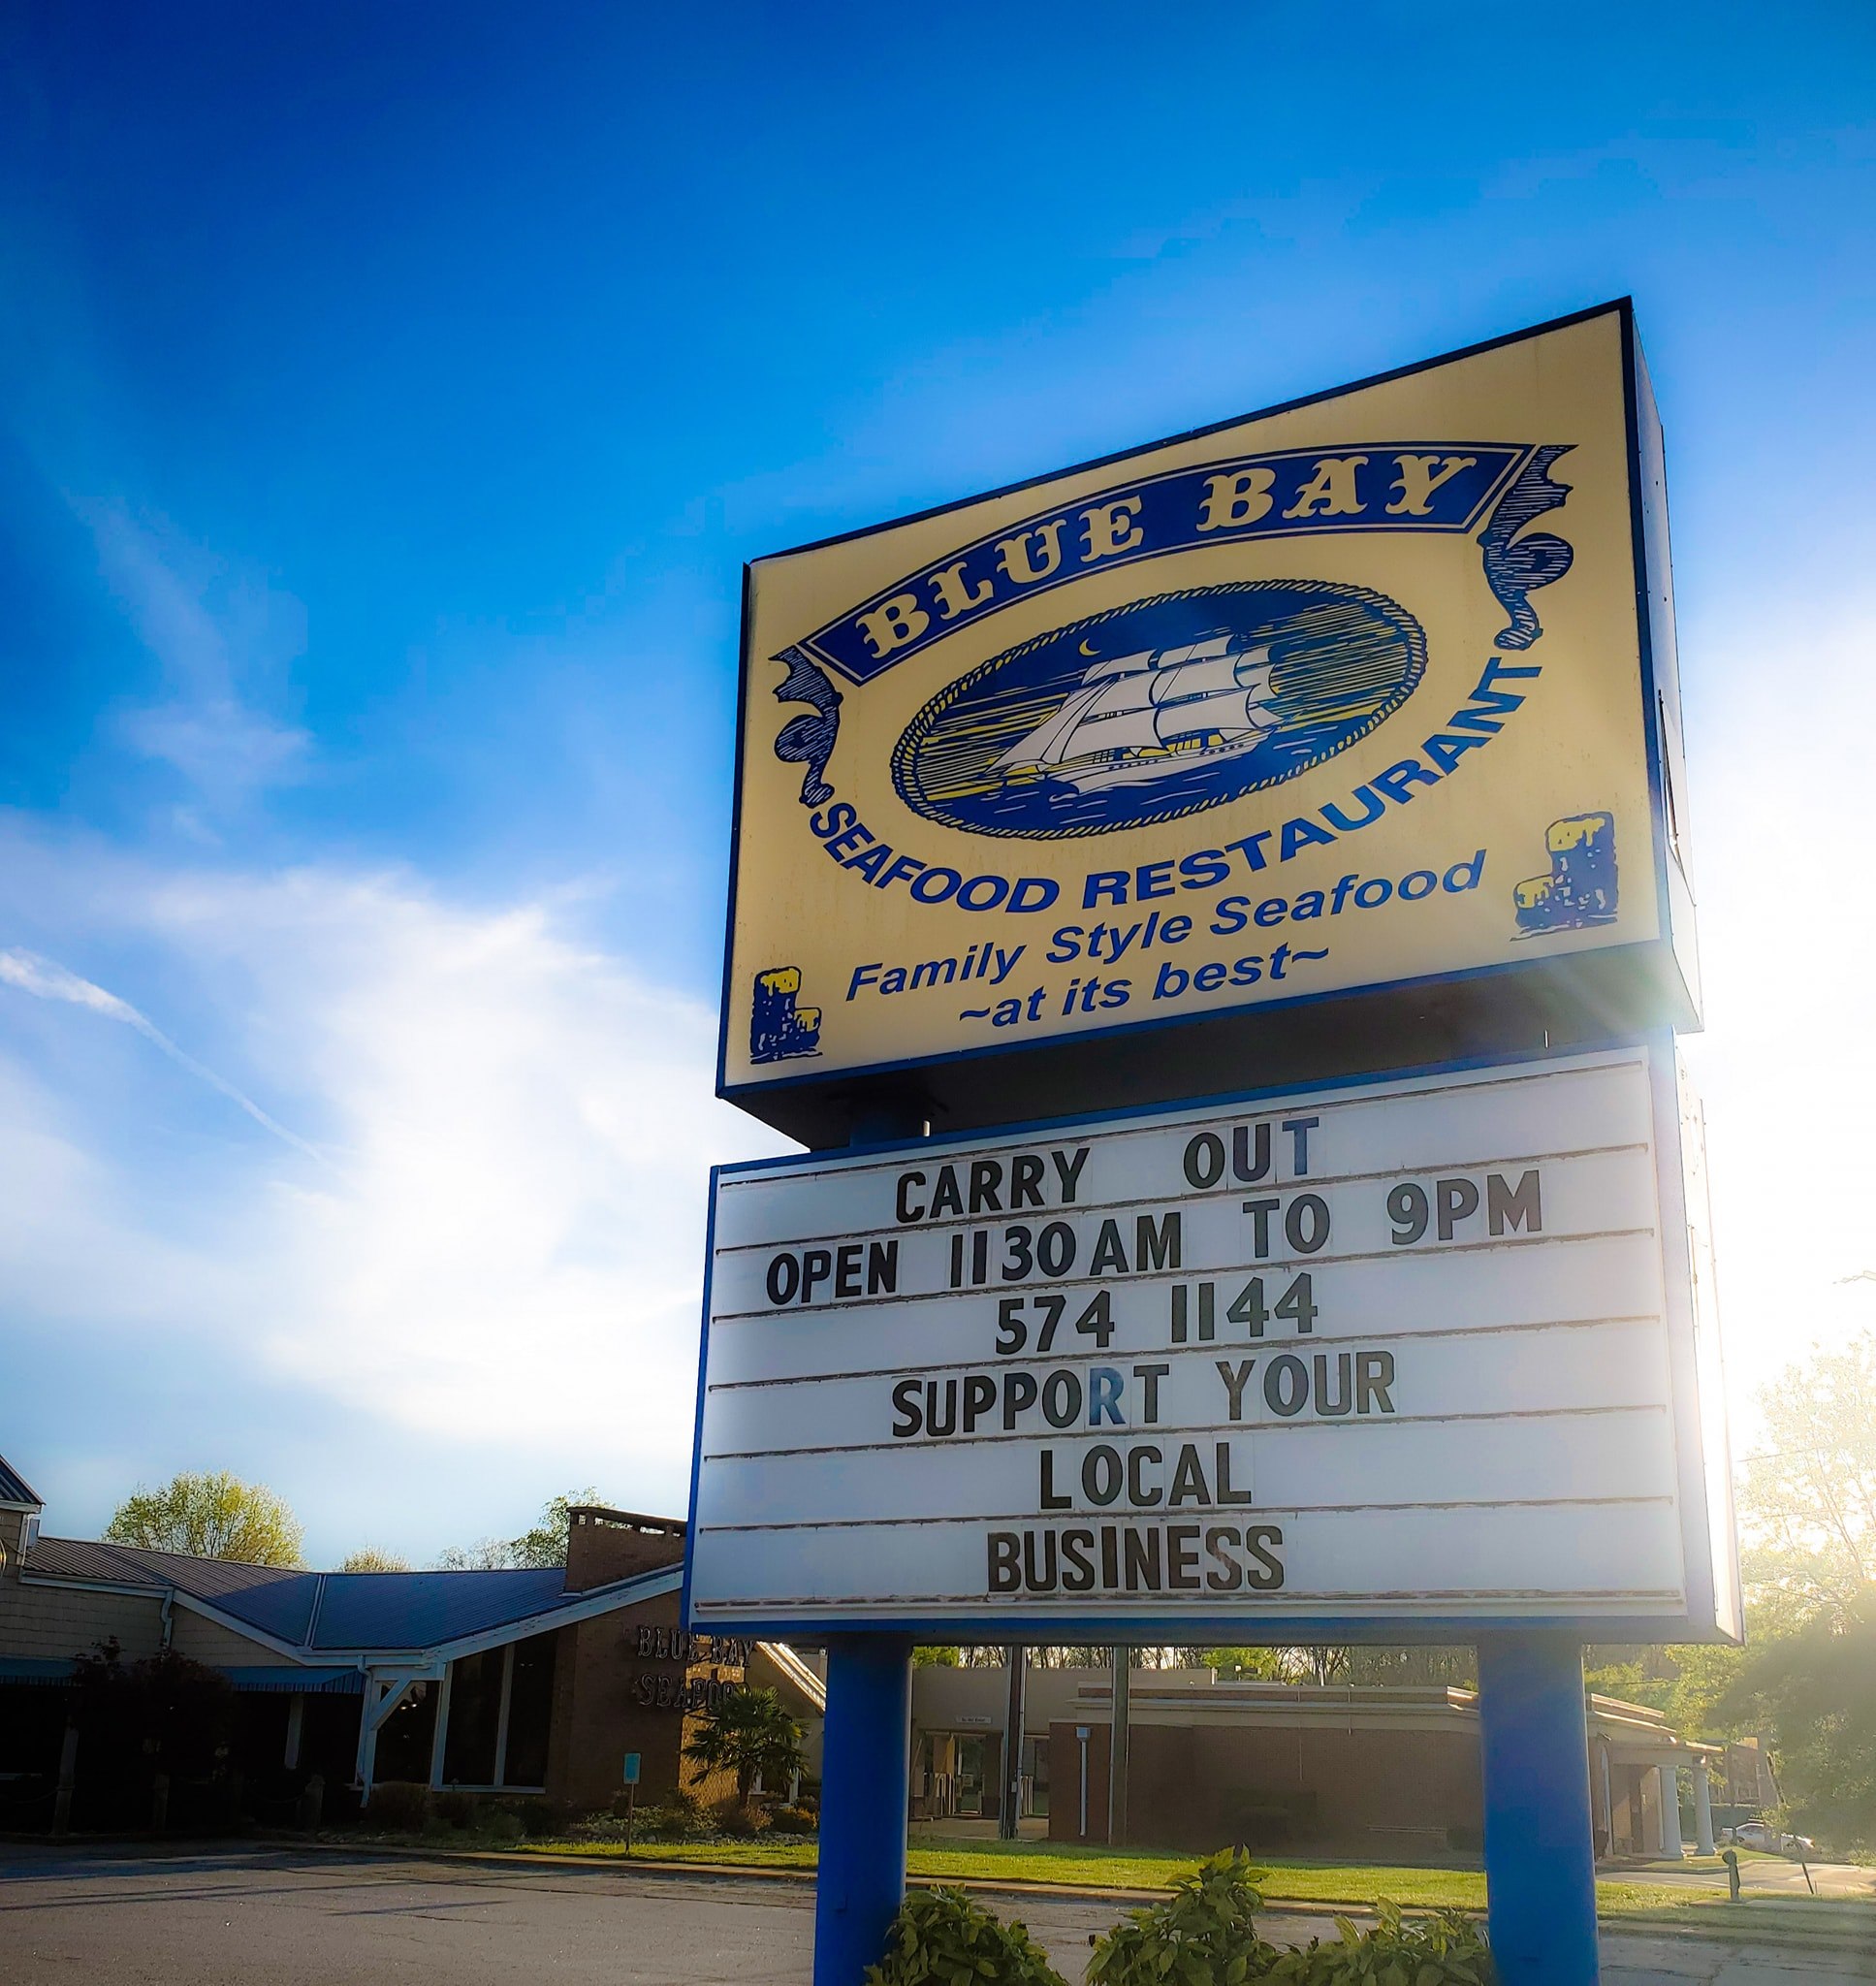 BLUE BAY
SEAFOOD RESTAURANT
Family Style Seafood
~at its best~
CARRY OUT
OPEN 1130AM TO 9PM
574 1144
SUPPORT YOUR
LOCAL
BUSINESS
BLUE BAY
SEAFOOD